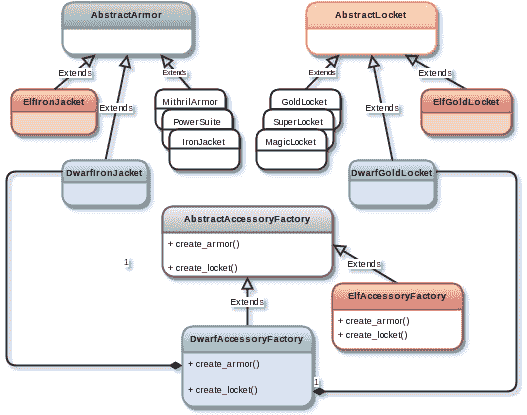 AbstractArmor
AbstractLocket
Extends
Extends
Extends
Extends
ElfIronJacket
Extends
MithrilArmor
PowerSuite
IronJacket
GoldLocket
SuperLocket
MagicLocket
Extends
ElfGoldLocket
DwarfIronJacket
DwarfGoldLocket
AbstractAccessoryFactory
+ create_armor()
+ create_locket()
1
Extends
Extends
ElfAccessoryFactory
+ create_armor()
+ create_locket()
DwarfAccessoryFactory
+ create_armor()
+ create_locket()
1